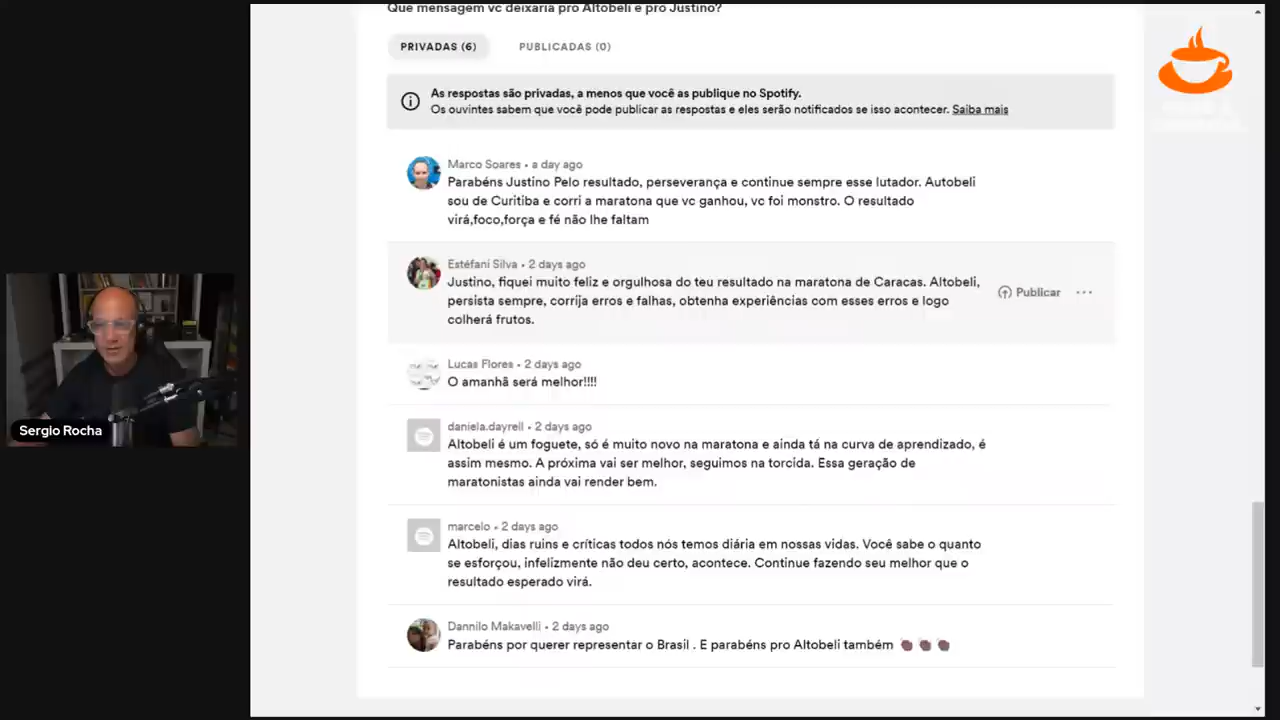 Que mensagem vc deixaria pro Altobeli e pro Justino?
PRIVADAS (6)
PUBLICADAS (0)
As respostas são privadas, a menos que você as publique no Spotify.
Os ouvintes sabem que você pode publicar as respostas e eles serão notificados se isso acontecer. Saiba mais
Marco Soares • a day ago
Parabéns Justino Pelo resultado, perseverança e continue sempre esse lutador. Autobeli
sou de Curitiba e corri a maratona que vc ganhou, vc foi monstro. O resultado
virá,foco,força e fé não lhe faltam
Estéfani Silva • 2 days ago
Justino, fiquei muito feliz e orgulhosa do teu resultado na maratona de Caracas. Altobeli,
persista sempre, corrija erros e falhas, obtenha experiências com esses erros e logo
colherá frutos.
Publicar
Lucas Flores • 2 days ago
O amanhã será melhor!!!!
daniela.dayrell • 2 days ago
Altobeli é um foguete, só é muito novo na maratona e ainda tá na curva de aprendizado, é
assim mesmo. A próxima vai ser melhor, seguimos na torcida. Essa geração de
maratonistas ainda vai render bem.
marcelo • 2 days ago
Altobeli, dias ruins e críticas todos nós temos diária em nossas vidas. Você sabe o quanto
se esforçou, infelizmente não deu certo, acontece. Continue fazendo seu melhor que o
resultado esperado virá.
Dannilo Makavelli • 2 days ago
Parabéns por querer representar o Brasil . E parabéns pro Altobeli também
Sergio Rocha